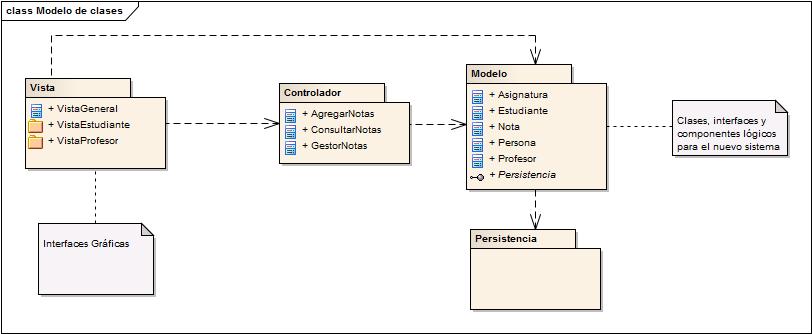 class Modelo de clases
Vista
+ VistaGeneral
+ VistaEstudiante
+ VistaProfesor
Controlador
+ AgregarNotas
+ ConsultarNotas
+ GestorNotas
Modelo
+ Asignatura
+ Estudiante
+ Nota
+ Persona
+ Profesor
+ Persistencia
Clases, interfaces y
componentes lógicos
para el nuevo sistema
Interfaces Gráficas
Persistencia